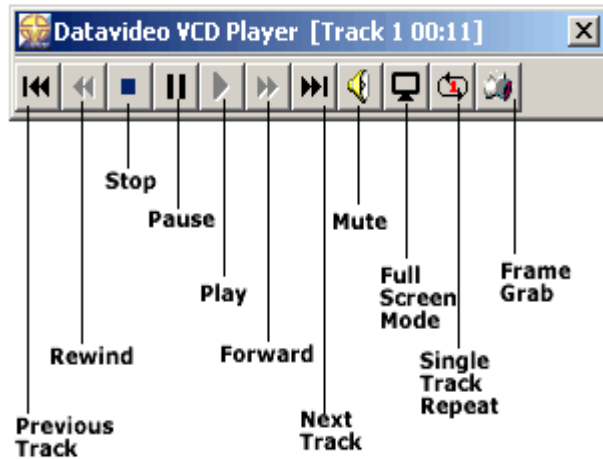 Datavideo VCD Player [Track 1 00:11]
1
Stop
Pause
Mute
Play
Full
Screen
Mode
Frame
Grab
Rewind
Forward
Single
Track
Repeat
Previous
Track
Next
Track